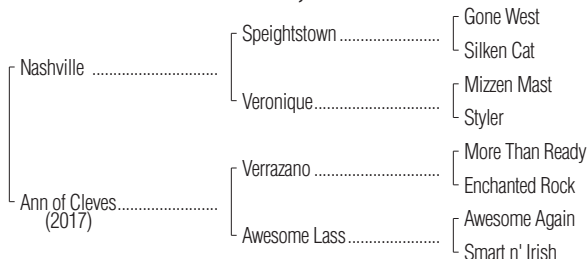 Gone West
Speightstown
Silken Cat
Nashville
Mizzen Mast
Veronique
Styler
More Than Ready
Verrazano
Enchanted Rock
Ann of Cleves
(2017)
Awesome Again
Awesome Lass
Smart n' Irish